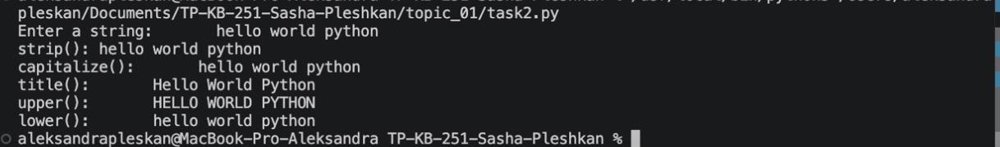 pleskan/Documents/TP-KB-251-Sasha-Pleshkan/topic_01/task2.py
Enter a string:       hello world python
strip(): hello world python
capitalize():       hello world python
title():       Hello World Python
upper():       HELLO WORLD PYTHON
lower():       hello world python
aleksandrapleskan@MacBook-Pro-Aleksandra TP-KB-251-Sasha-Pleshkan %